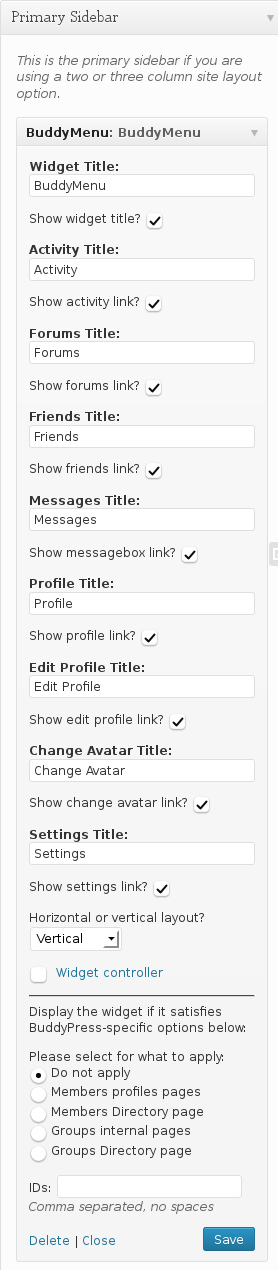 Primary Sidebar
This is the primary sidebar if you are
using a two or three column site layout
option.
BuddyMenu: BuddyMenu
Widget Title:
BuddyMenu
Show widget title?
Activity Title:
Activity
Show activity link?
Forums Title:
Forums
Show forums link?
Friends Title:
Friends
Show friends link?
Messages Title:
Messages
Show messagebox link?
Profile Title:
Profile
Show profile link?
Edit Profile Title:
Edit Profile
Show edit profile link?
Change Avatar Title:
Change Avatar
Show change avatar link?
Settings Title:
Settings
Show settings link?
Horizontal or vertical layout?
Vertical
Widget controller
Display the widget if it satisfies
BuddyPress-specific options below:
Please select for what to apply:
Do not apply
Members profiles pages
Members Directory page
Groups internal pages
Groups Directory page
IDs:
Comma separated, no spaces
Delete | Close Save